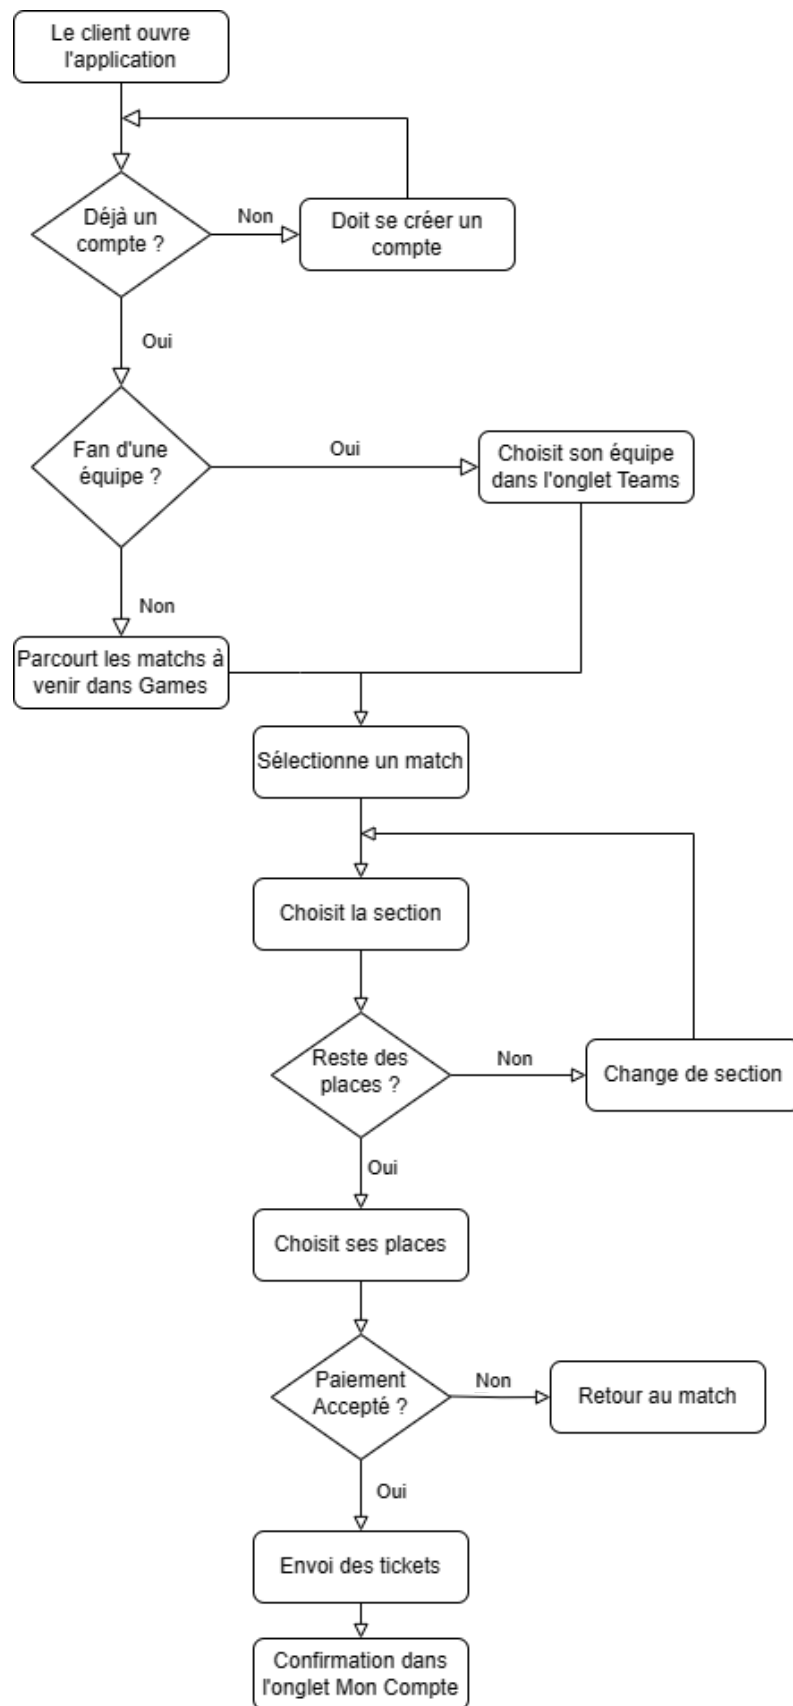 Le client ouvre
l'application
Déjà un
compte ?
Non
Doit se créer un
compte
Oui
Fan d'une
équipe ?
Oui
Choisit son équipe
dans l'onglet Teams
Non
Parcourt les matchs à
venir dans Games
Sélectionne un match
Choisit la section
Reste des
places ?
Non
Change de section
Oui
Choisit ses places
Paiement
Accepté ?
Non
Retour au match
Oui
Envoi des tickets
Confirmation dans
l'onglet Mon Compte